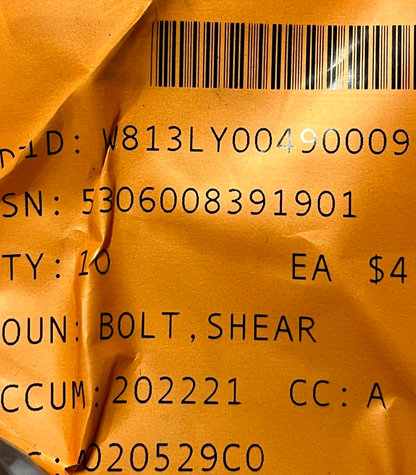 ID: W813LY00490009
SN: 5306008391901
TY: 10 EA $4
OUN: BOLT,SHEAR
CCUM: 202221 CC: A
: 020529C0